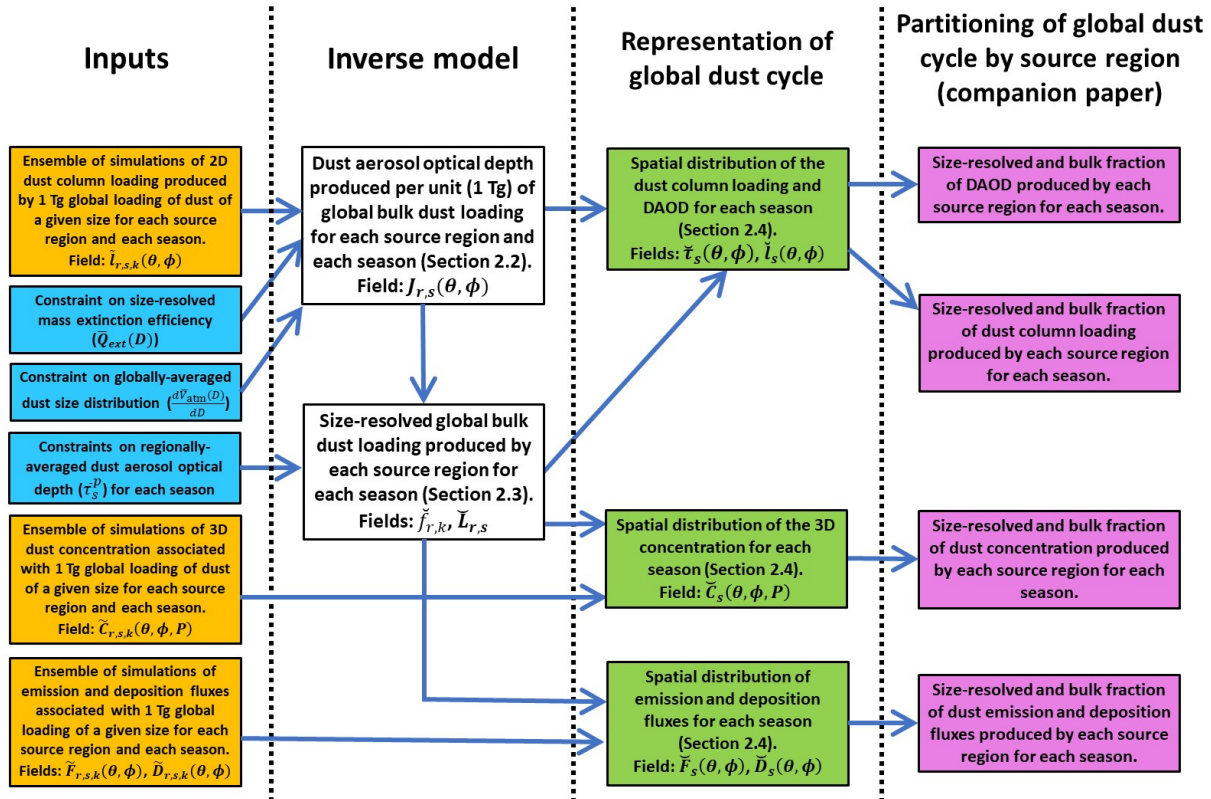 Inputs
Inverse model
Representation of
global dust cycle
Partitioning of global dust
cycle by source region
(companion paper)
Ensemble of simulations of 2D
dust column loading produced
by 1 Tg global loading of dust of
a given size for each source
region and each season.
Field: l̃_{r,s,k}(θ, ϕ)
Constraint on size-resolved
mass extinction efficiency
(Q̅_{ext}(D))
Constraint on globally-averaged
dust size distribution (dV̅_{atm}(D)/dD)
Constraints on regionally-
averaged dust aerosol optical
depth (τ̅_s^p) for each season
Ensemble of simulations of 3D
dust concentration associated
with 1 Tg global loading of dust
of a given size for each source
region and each season.
Field: C̃_{r,s,k}(θ, ϕ, P)
Ensemble of simulations of
emission and deposition fluxes
associated with 1 Tg global
loading of a given size for each
source region and each season.
Fields: F̃_{r,s,k}(θ, ϕ), D̃_{r,s,k}(θ, ϕ)
Dust aerosol optical depth
produced per unit (1 Tg) of
global bulk dust loading
for each source region and
each season (Section 2.2).
Field: J_{r,s}(θ, ϕ)
Size-resolved global bulk
dust loading produced by
each source region for
each season (Section 2.3).
Fields: f̆_{r,k}, L̆_{r,s}
Spatial distribution of the
dust column loading and
DAOD for each season
(Section 2.4).
Fields: τ̆_s(θ, ϕ), l̆_s(θ, ϕ)
Spatial distribution of the 3D
concentration for each
season (Section 2.4).
Field: C̆_s(θ, ϕ, P)
Spatial distribution of
emission and deposition
fluxes for each season
(Section 2.4).
Field: F̆_s(θ, ϕ), D̆_s(θ, ϕ)
Size-resolved and bulk fraction
of DAOD produced by each
source region for each season.
Size-resolved and bulk fraction
of dust column loading
produced by each source region
for each season.
Size-resolved and bulk fraction
of dust concentration produced
by each source region for each
season.
Size-resolved and bulk fraction
of dust emission and deposition
fluxes produced by each source
region for each season.